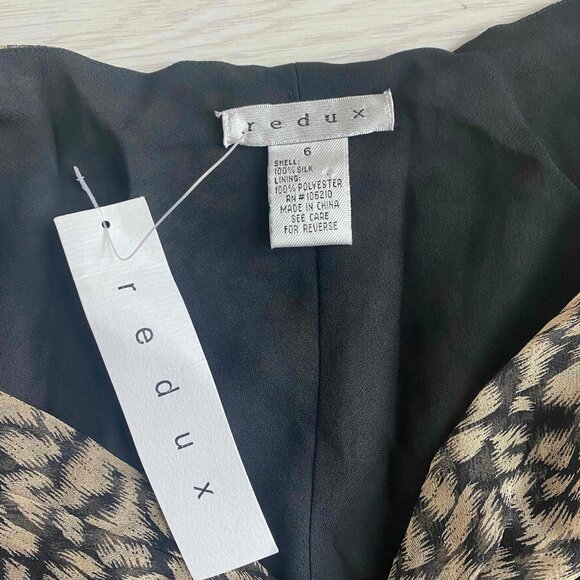 redux
6
SHELL:
100% SILK
LINING:
100% POLYESTER
RN #106210
MADE IN CHINA
SEE CARE
FOR REVERSE
redux